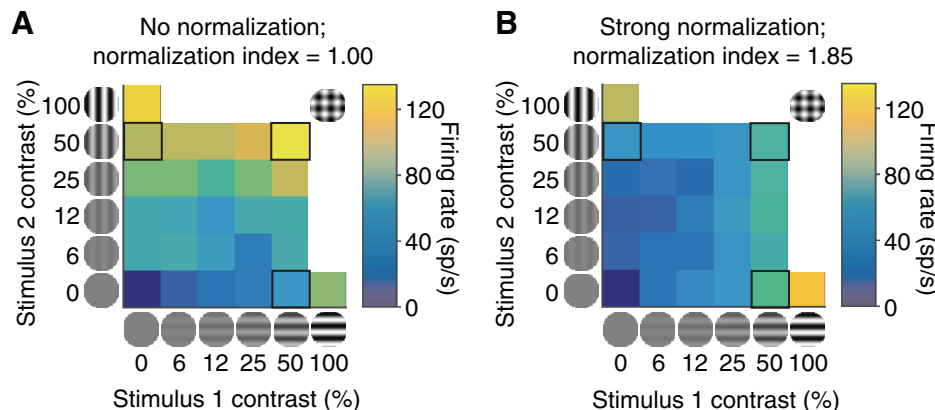 A
No normalization;
normalization index = 1.00
Stimulus 2 contrast (%)
100
50
25
12
6
0
0 6 12 25 50 100
Stimulus 1 contrast (%)
120
80
40
0
Firing rate (sp/s)
B
Strong normalization;
normalization index = 1.85
Stimulus 2 contrast (%)
100
50
25
12
6
0
0 6 12 25 50 100
Stimulus 1 contrast (%)
120
80
40
0
Firing rate (sp/s)